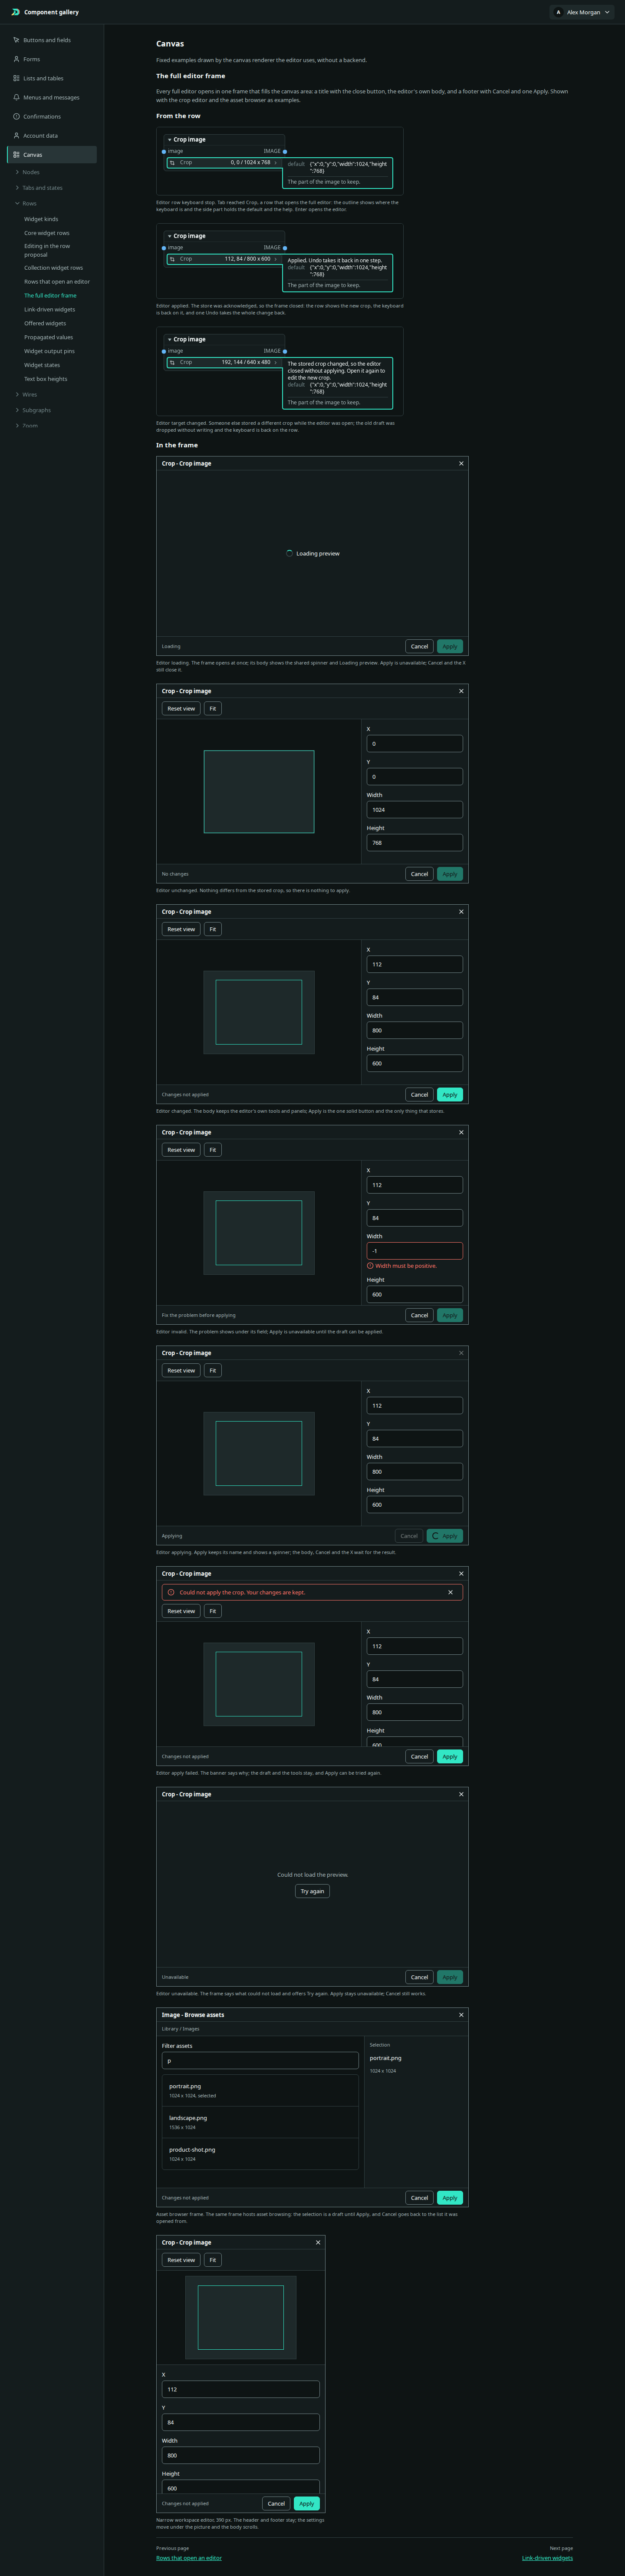 Component gallery
A
Alex Morgan
Buttons and fields
Forms
Lists and tables
Menus and messages
Confirmations
Account data
Canvas
Nodes
Tabs and states
Rows
Widget kinds
Core widget rows
Editing in the row
proposal
Collection widget rows
Rows that open an editor
The full editor frame
Link-driven widgets
Offered widgets
Propagated values
Widget output pins
Widget states
Text box heights
Wires
Subgraphs
Zoom
Canvas
Fixed examples drawn by the canvas renderer the editor uses, without a backend.
The full editor frame
Every full editor opens in one frame that fills the canvas area: a title with the close button, the editor's own body, and a footer with Cancel and one Apply. Shown
with the crop editor and the asset browser as examples.
From the row
Crop image
image
IMAGE
Crop
0, 0 / 1024 x 768
default
{"x":0,"y":0,"width":1024,"height
":768}
The part of the image to keep.
Editor row keyboard stop. Tab reached Crop, a row that opens the full editor: the outline shows where the
keyboard is and the side part holds the default and the help. Enter opens the editor.
Crop image
image
IMAGE
Crop
112, 84 / 800 x 600
Applied. Undo takes it back in one step.
default
{"x":0,"y":0,"width":1024,"height
":768}
The part of the image to keep.
Editor applied. The store was acknowledged, so the frame closed: the row shows the new crop, the keyboard
is back on it, and one Undo takes the whole change back.
Crop image
image
IMAGE
Crop
192, 144 / 640 x 480
The stored crop changed, so the editor
closed without applying. Open it again to
edit the new crop.
default
{"x":0,"y":0,"width":1024,"height
":768}
The part of the image to keep.
Editor target changed. Someone else stored a different crop while the editor was open; the old draft was
dropped without writing and the keyboard is back on the row.
In the frame
Crop - Crop image
Loading preview
Loading
Cancel
Apply
Editor loading. The frame opens at once; its body shows the shared spinner and Loading preview. Apply is unavailable; Cancel and the X
still close it.
Crop - Crop image
Reset view
Fit
X
0
Y
0
Width
1024
Height
768
No changes
Cancel
Apply
Editor unchanged. Nothing differs from the stored crop, so there is nothing to apply.
Crop - Crop image
Reset view
Fit
X
112
Y
84
Width
800
Height
600
Changes not applied
Cancel
Apply
Editor changed. The body keeps the editor's own tools and panels; Apply is the one solid button and the only thing that stores.
Crop - Crop image
Reset view
Fit
X
112
Y
84
Width
-1
Width must be positive.
Height
600
Fix the problem before applying
Cancel
Apply
Editor invalid. The problem shows under its field; Apply is unavailable until the draft can be applied.
Crop - Crop image
Reset view
Fit
X
112
Y
84
Width
800
Height
600
Applying
Cancel
Apply
Editor applying. Apply keeps its name and shows a spinner; the body, Cancel and the X wait for the result.
Crop - Crop image
Could not apply the crop. Your changes are kept.
Reset view
Fit
X
112
Y
84
Width
800
Height
600
Changes not applied
Cancel
Apply
Editor apply failed. The banner says why; the draft and the tools stay, and Apply can be tried again.
Crop - Crop image
Could not load the preview.
Try again
Unavailable
Cancel
Apply
Editor unavailable. The frame says what could not load and offers Try again. Apply stays unavailable; Cancel still works.
Image - Browse assets
Library / Images
Filter assets
p
portrait.png
1024 x 1024, selected
landscape.png
1536 x 1024
product-shot.png
1024 x 1024
Selection
portrait.png
1024 x 1024
Changes not applied
Cancel
Apply
Asset browser frame. The same frame hosts asset browsing: the selection is a draft until Apply, and Cancel goes back to the list it was
opened from.
Crop - Crop image
Reset view
Fit
X
112
Y
84
Width
800
Height
600
Changes not applied
Cancel
Apply
Narrow workspace editor, 390 px. The header and footer stay; the settings
move under the picture and the body scrolls.
Previous page
Rows that open an editor
Next page
Link-driven widgets